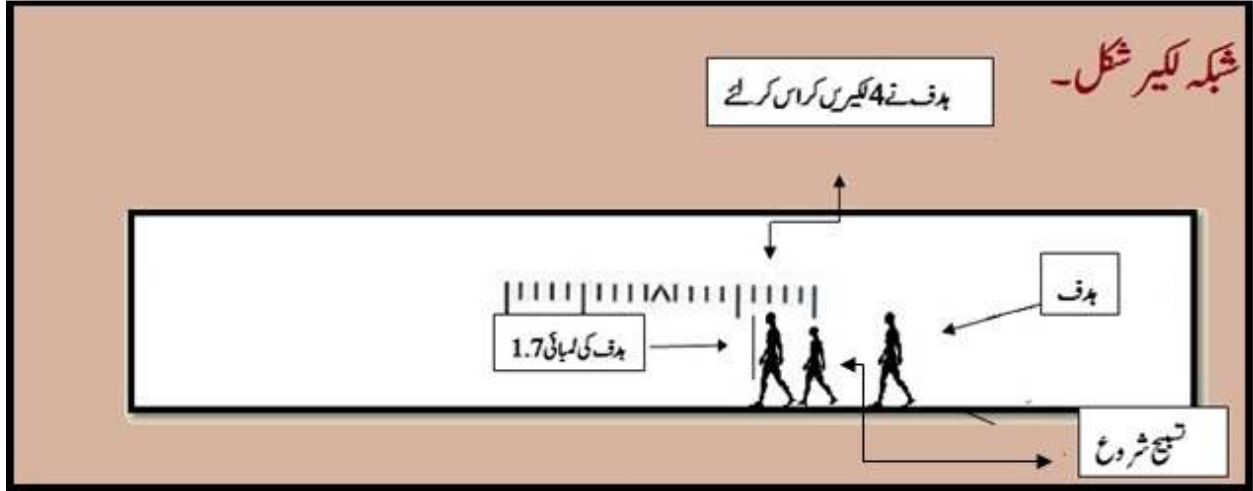 شبکہ لکیر شکل۔
ہدف نے 4 لکیریں کراس کر لئے
ہدف
ہدف کی لمبائی 1.7
تسبیح شروع